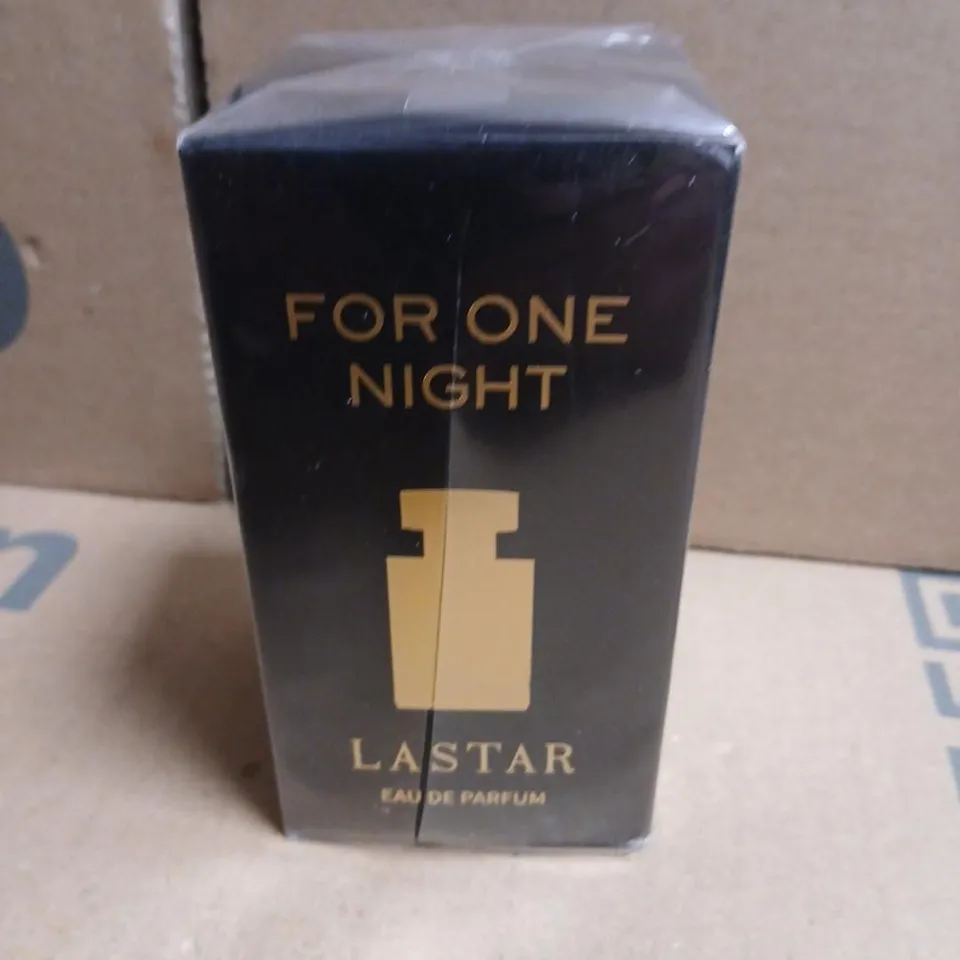 FOR ONE
NIGHT
LASTAR
EAU DE PARFUM
n